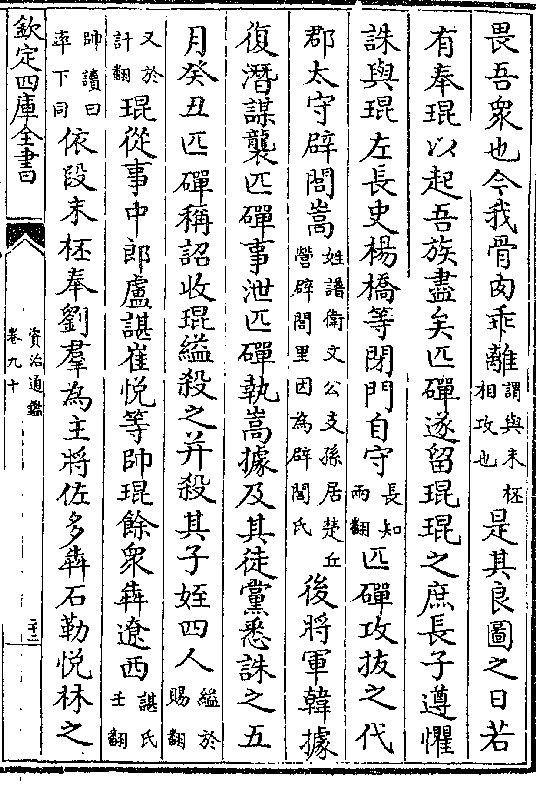 畏吾衆也今我骨肉乖離謂與末柸相攻也是其良圖之日若
有奉琨以起吾族盡矣匹磾遂留琨琨之庶長子遵懼
誅與琨左長史楊橋等閉門自守長知兩翻匹磾攻拔之代
郡太守辟閭嵩姓譜衞文公支孫居楚丘營辟閭里因為辟閭氏後將軍韓據
復潛謀襲匹磾事泄匹磾執嵩據及其徒黨悉誅之五
月癸丑匹磾稱詔收琨縊殺之并殺其子姪四人縊於賜翻
又於計翻琨從事中郎盧諶崔悦等帥琨餘衆犇遼西諶氏壬翻
帥讀曰率下同依段末柸奉劉羣為主將佐多犇石勒悦林之
欽定四庫全書
資治通鑑
卷九十
二十三